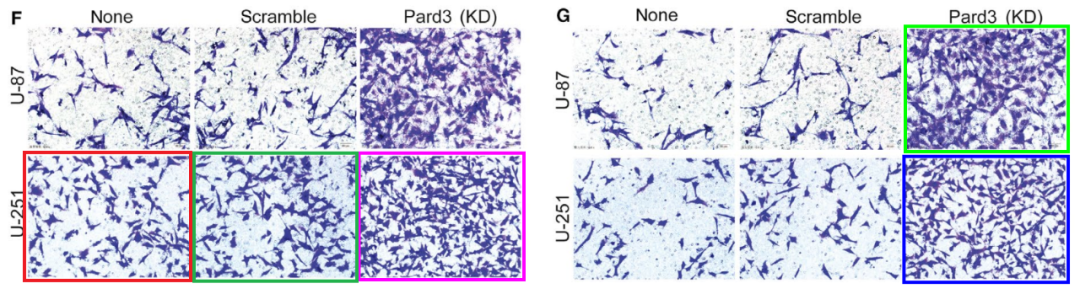 F
None Scramble Pard3 (KD)
U-87
U-251
G
None Scramble Pard3 (KD)
U-87
U-251